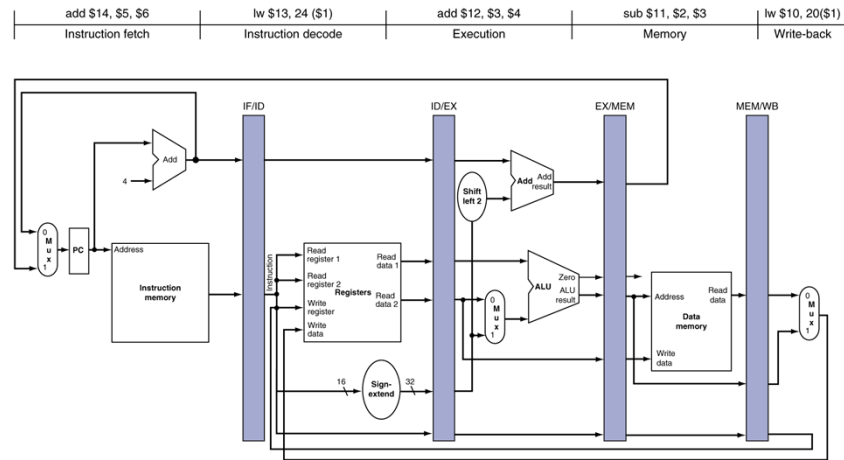 add $14, $5, $6
lw $13, 24 ($1)
add $12, $3, $4
sub $11, $2, $3
lw $10, 20($1)
Instruction fetch
Instruction decode
Execution
Memory
Write-back
IF/ID
ID/EX
EX/MEM
MEM/WB
Add
4
Shift
left 2
Add
Add
result
0
M
u
x
1
PC
Address
Instruction
memory
Instruction
Read
register 1
Read
register 2
Write
register
Write
data
Registers
Read
data 1
Read
data 2
0
M
u
x
1
ALU
Zero
ALU
result
Address
Read
data
Data
memory
Write
data
0
M
u
x
1
16
Sign-
extend
32